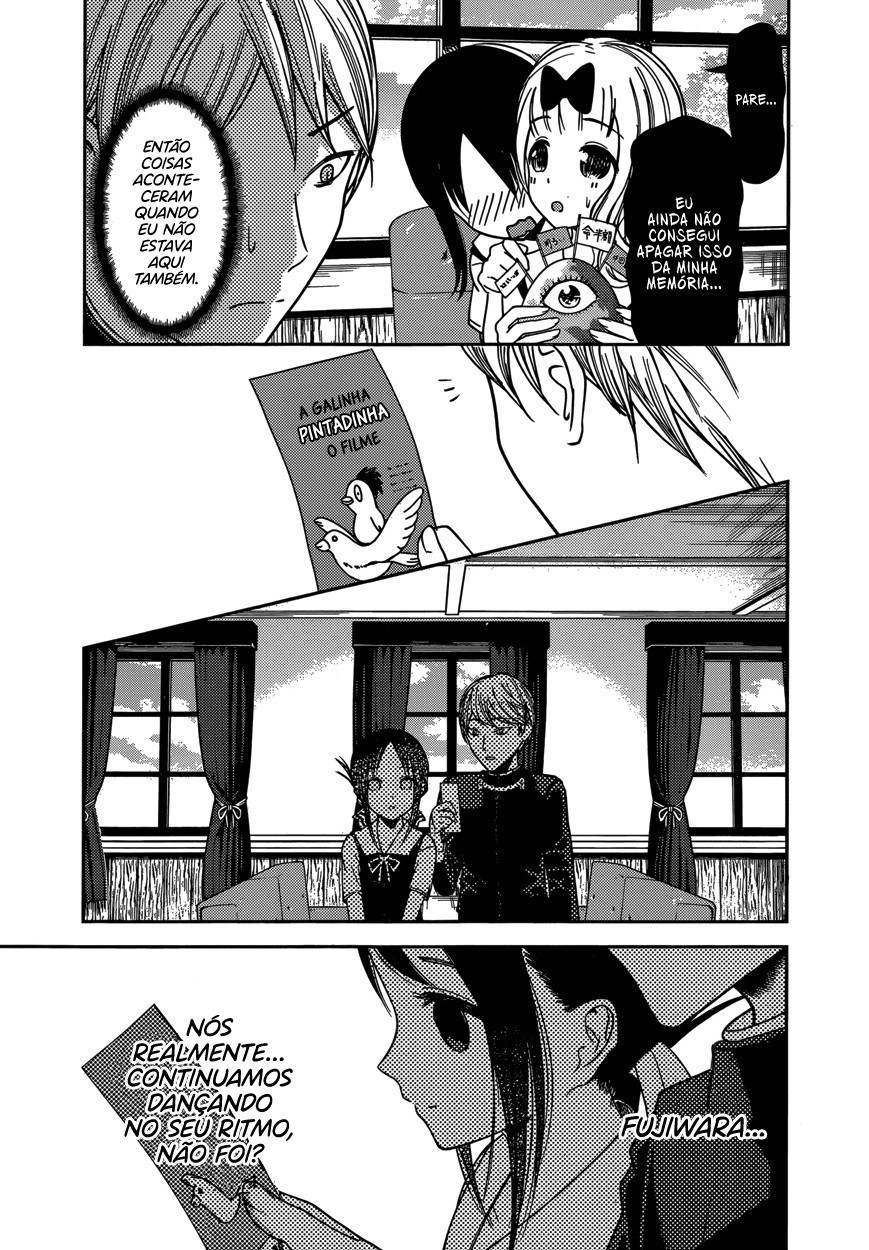 PARE...
EU
AINDA NÃO
CONSEGUI
APAGAR ISSO
DA MINHA
MEMÓRIA...
ENTÃO
COISAS
ACONTE-
CERAM
QUANDO
EU NÃO
ESTAVA
AQUI
TAMBÉM.
A GALINHA
PINTADINHA
O FILME
FUJIWARA...
NÓS
REALMENTE...
CONTINUAMOS
DANÇANDO
NO SEU RITMO,
NÃO FOI?